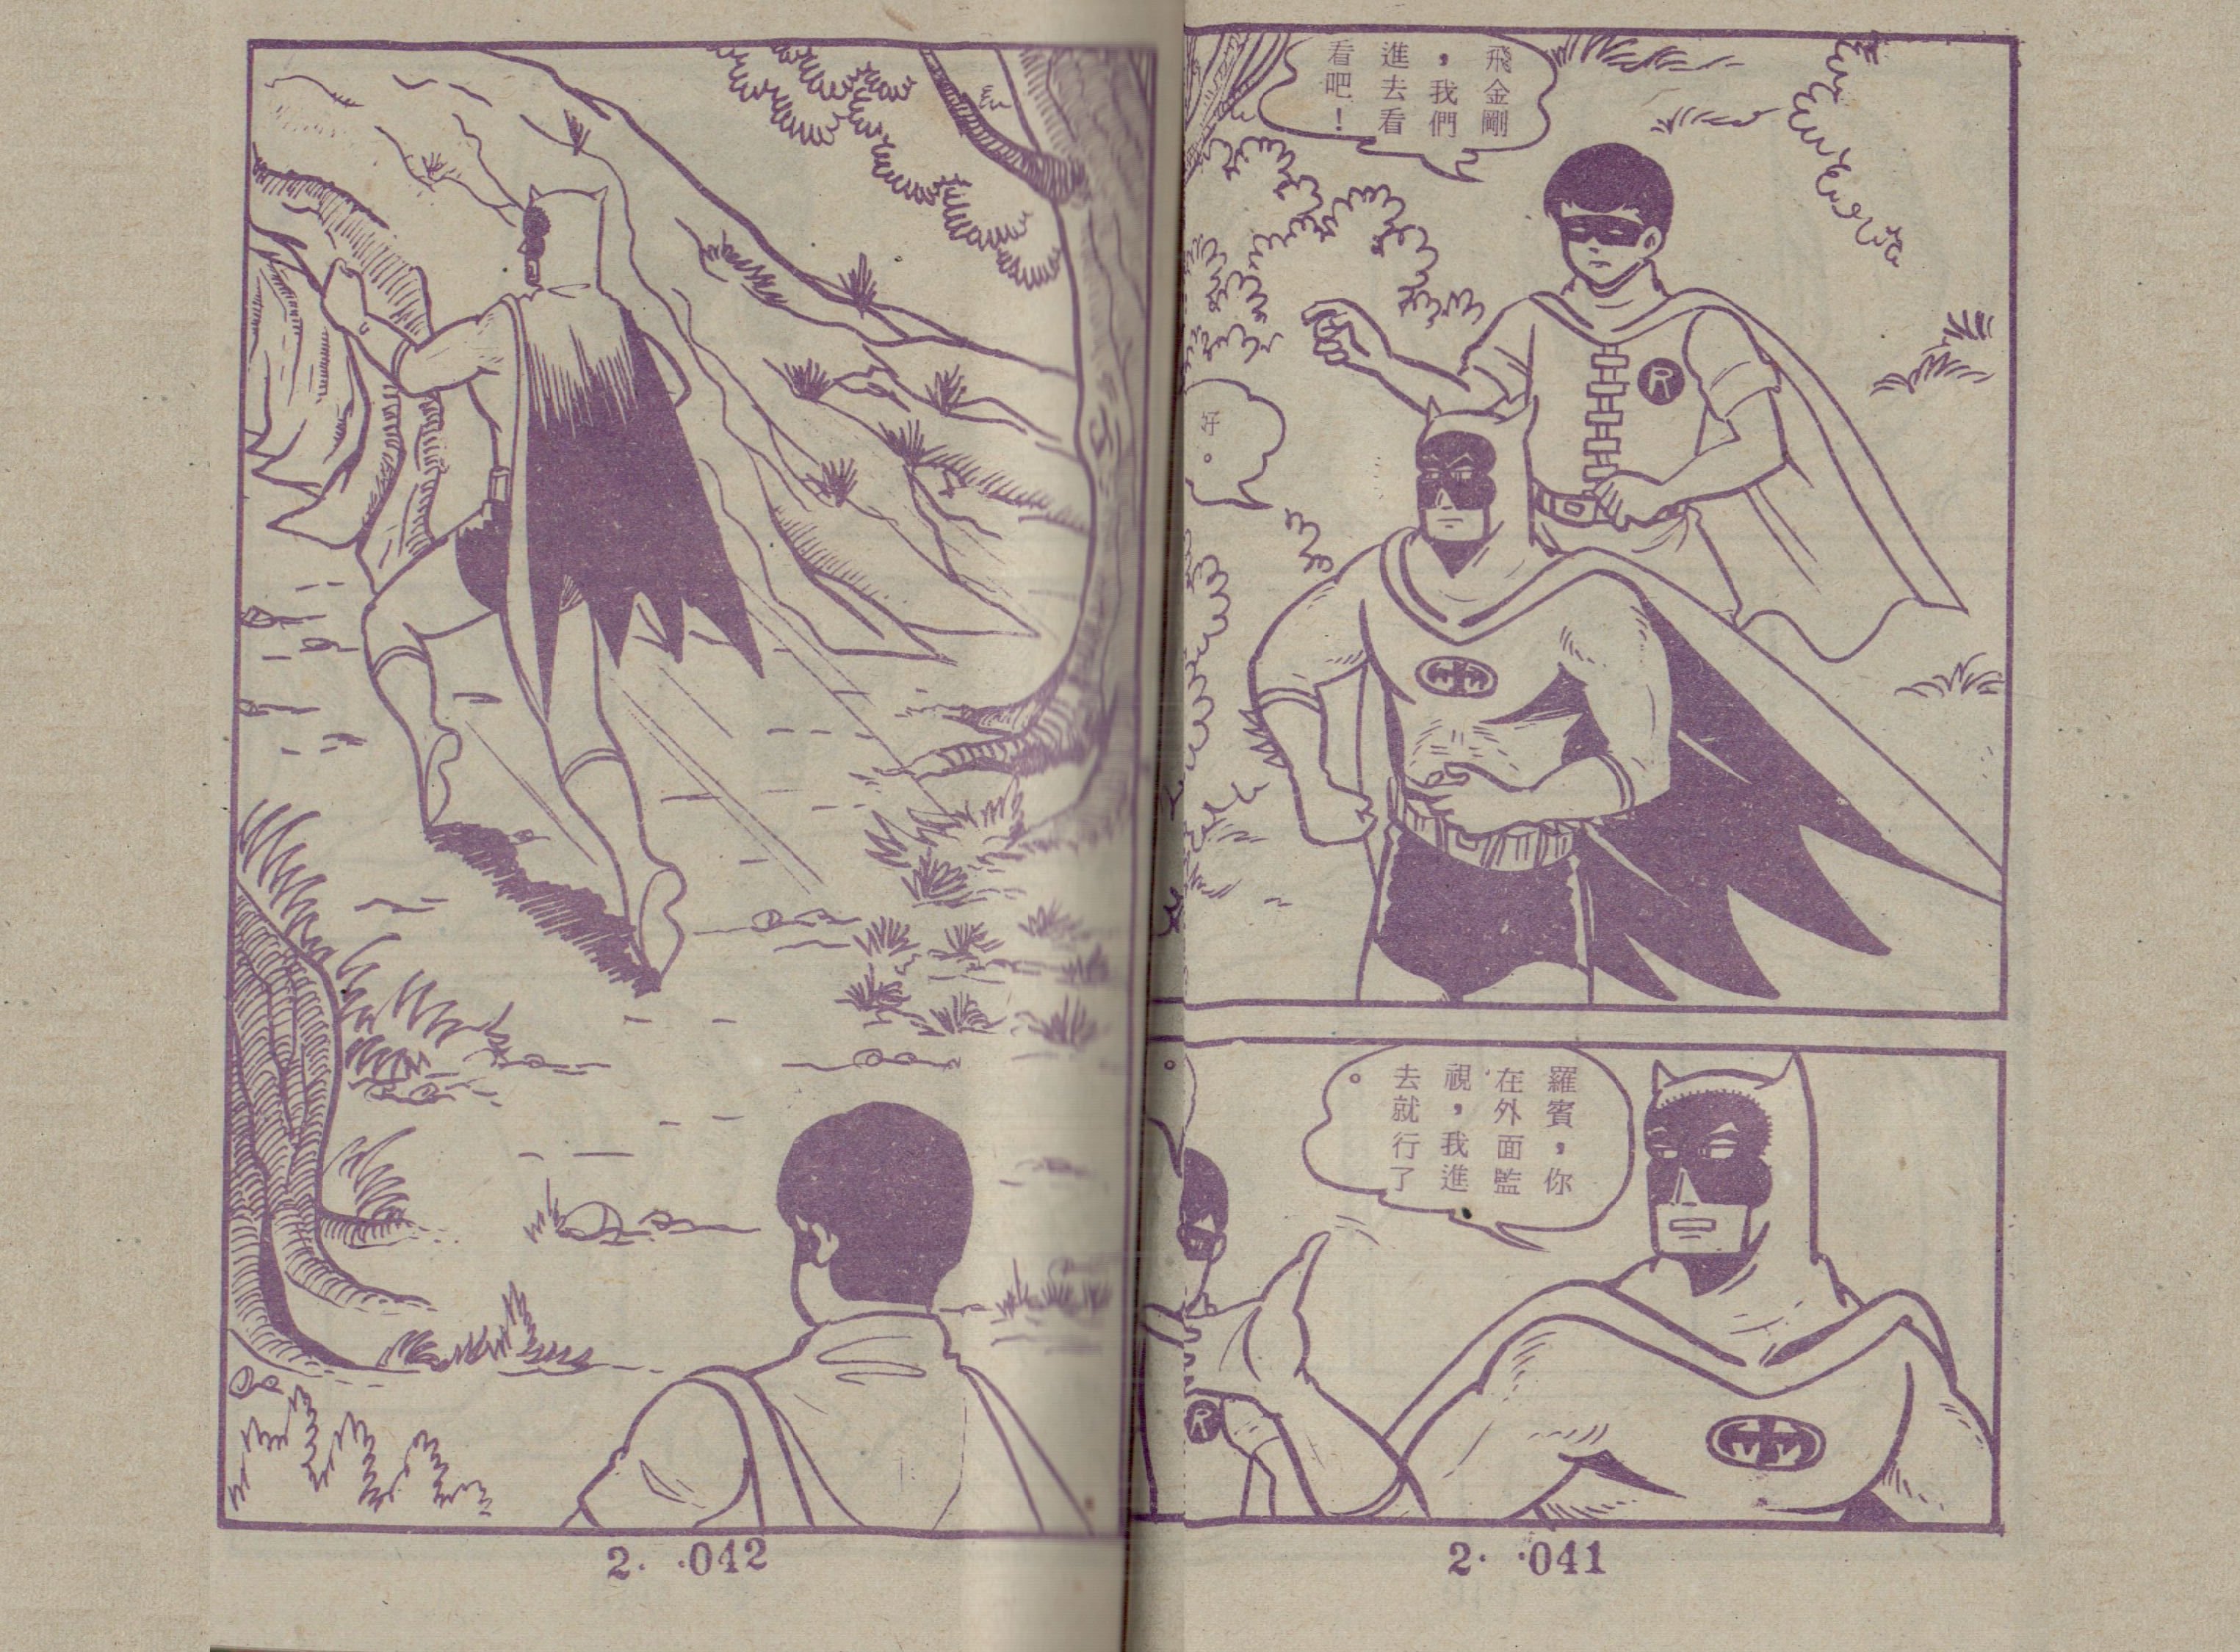 飛金剛
，我們
進去看
看吧！
好。
R
羅賓，你
在外面監
視，我進
去就行了
。
。
R
2. .041
2. .042